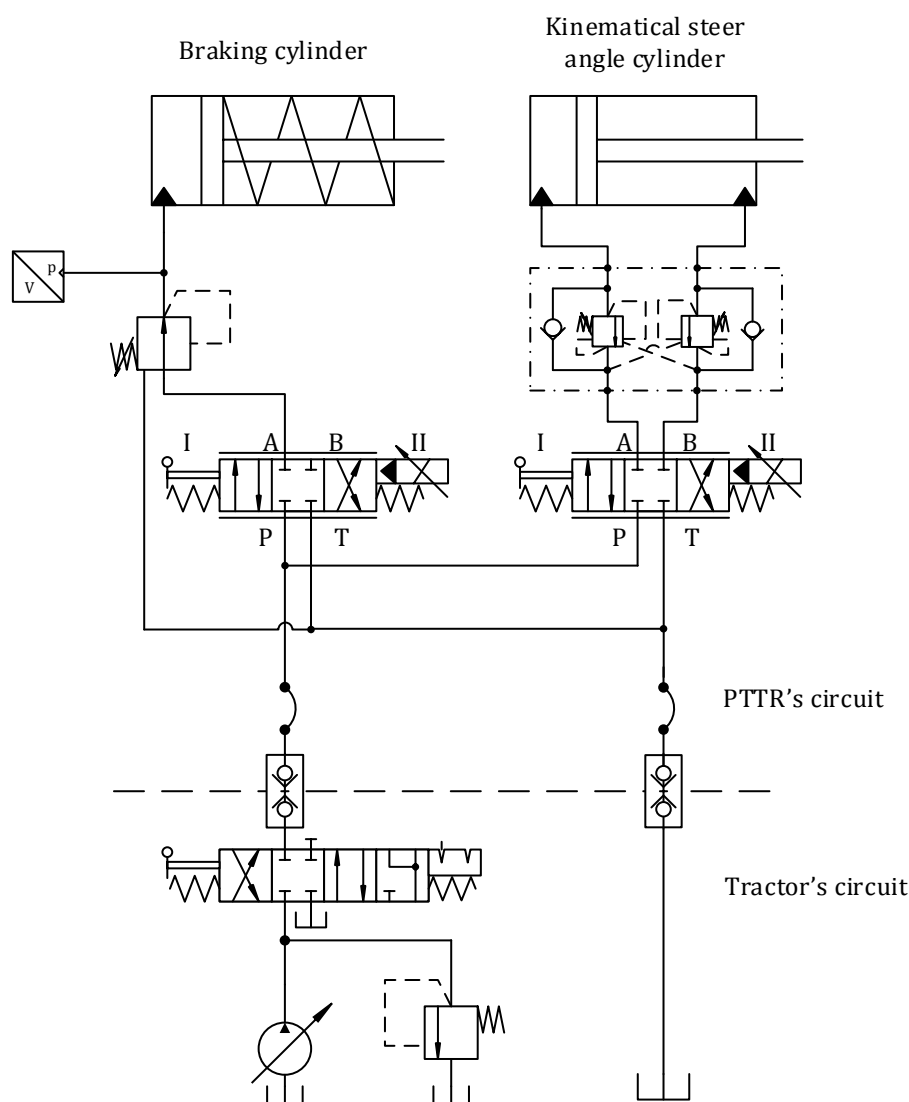 Kinematical steer
angle cylinder
Braking cylinder
p
V
I A B II
I A B II
P T
P T
PTTR's circuit
Tractor's circuit